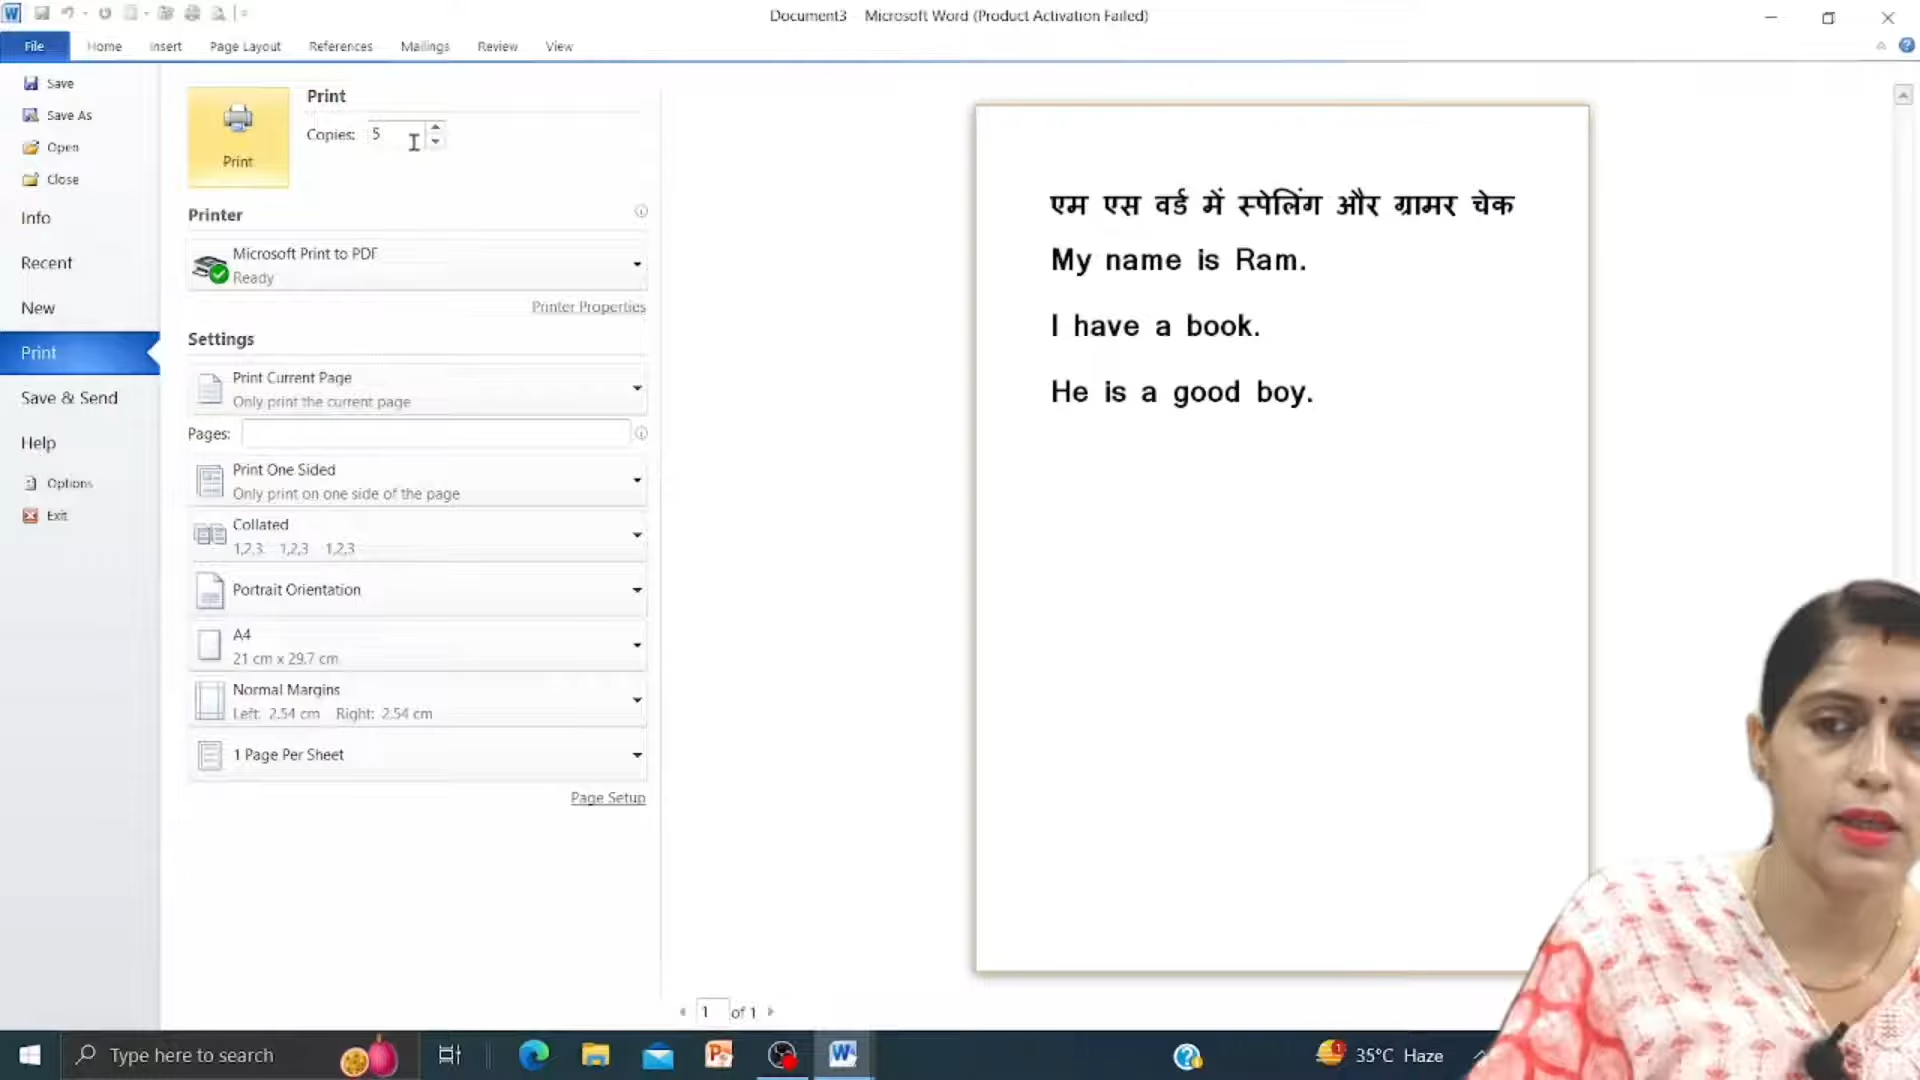 Document3 Microsoft Word (Product Activation Failed)
File Home Insert Page Layout References Mailings Review View
Save
Save As
Open
Close
Info
Recent
New
Print
Save & Send
Help
Options
Exit
Print
Print
Copies: 5
Printer
Microsoft Print to PDF
Ready
Printer Properties
Settings
Print Current Page
Only print the current page
Pages:
Print One Sided
Only print on one side of the page
Collated
1,2,3 1,2,3 1,2,3
Portrait Orientation
A4
21 cm x 29.7 cm
Normal Margins
Left: 2.54 cm Right: 2.54 cm
1 Page Per Sheet
Page Setup
एम एस वर्ड में स्पेलिंग और ग्रामर चेक
My name is Ram.
I have a book.
He is a good boy.
1 of 1
Type here to search
35°C Haze